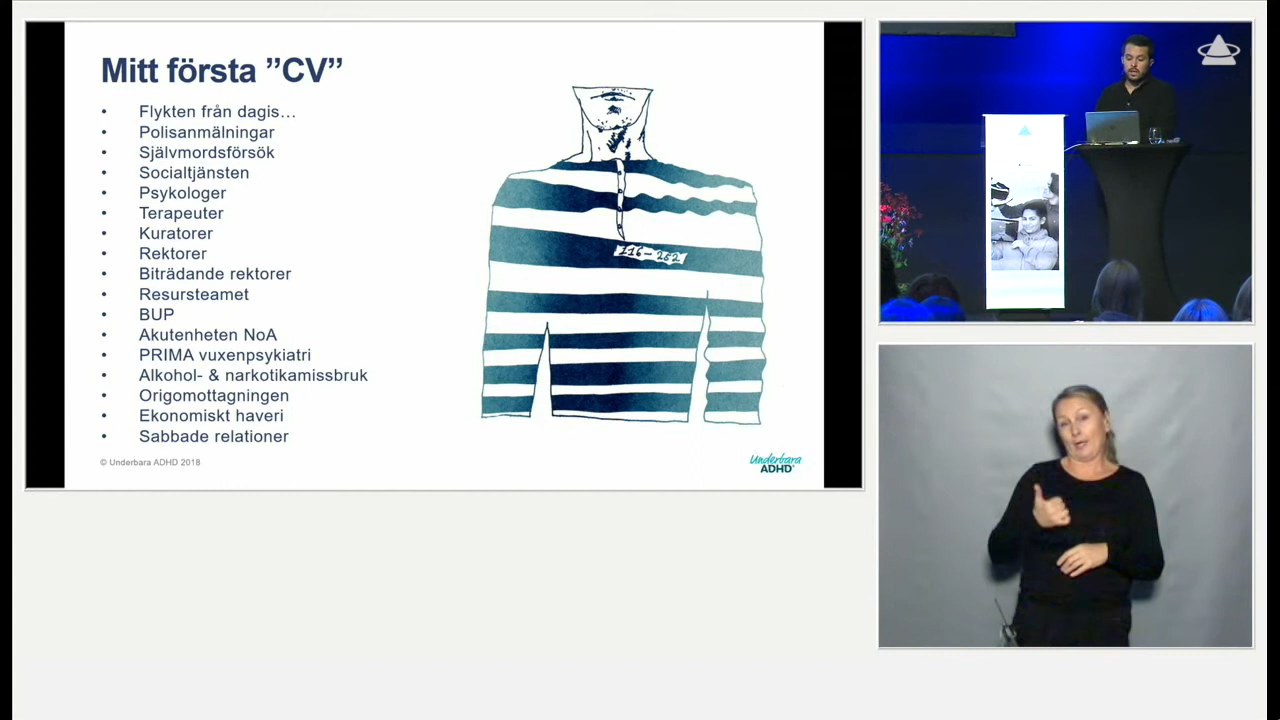 Mitt första ”CV”
• Flykten från dagis…
• Polisanmälningar
• Självmordsförsök
• Socialtjänsten
• Psykologer
• Terapeuter
• Kuratorer
• Rektorer
• Biträdande rektorer
• Resursteamet
• BUP
• Akutenheten NoA
• PRIMA vuxenpsykiatri
• Alkohol- & narkotikamissbruk
• Origomottagningen
• Ekonomiskt haveri
• Sabbade relationer
© Underbara ADHD 2018
Underbara
ADHD